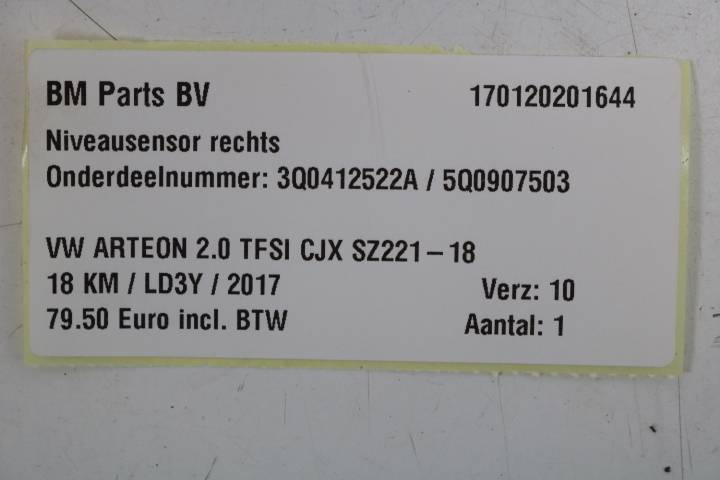 BM Parts BV 170120201644
Niveausensor rechts
Onderdeelnummer: 3Q0412522A / 5Q0907503
VW ARTEON 2.0 TFSI CJX SZ221-18
18 KM / LD3Y / 2017 Verz: 10
79.50 Euro incl. BTW Aantal: 1